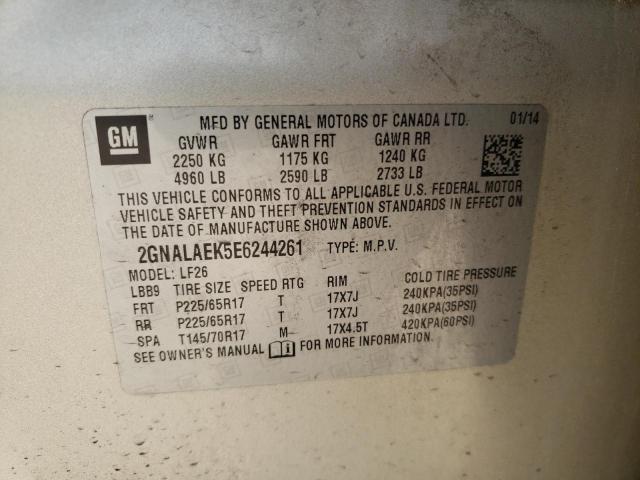 GM
MFD BY GENERAL MOTORS OF CANADA LTD. 01/14
GVWR GAWR FRT GAWR RR
2250 KG 1175 KG 1240 KG
4960 LB 2590 LB 2733 LB
THIS VEHICLE CONFORMS TO ALL APPLICABLE U.S. FEDERAL MOTOR
VEHICLE SAFETY AND THEFT PREVENTION STANDARDS IN EFFECT ON
THE DATE OF MANUFACTURE SHOWN ABOVE.
2GNALAEK5E6244261 TYPE: M.P.V.
MODEL: LF26
LBB9 TIRE SIZE SPEED RTG RIM COLD TIRE PRESSURE
FRT P225/65R17 T 17X7J 240KPA(35PSI)
RR P225/65R17 T 17X7J 240KPA(35PSI)
SPA T145/70R17 M 17X4.5T 420KPA(60PSI)
SEE OWNER'S MANUAL FOR MORE INFORMATION.